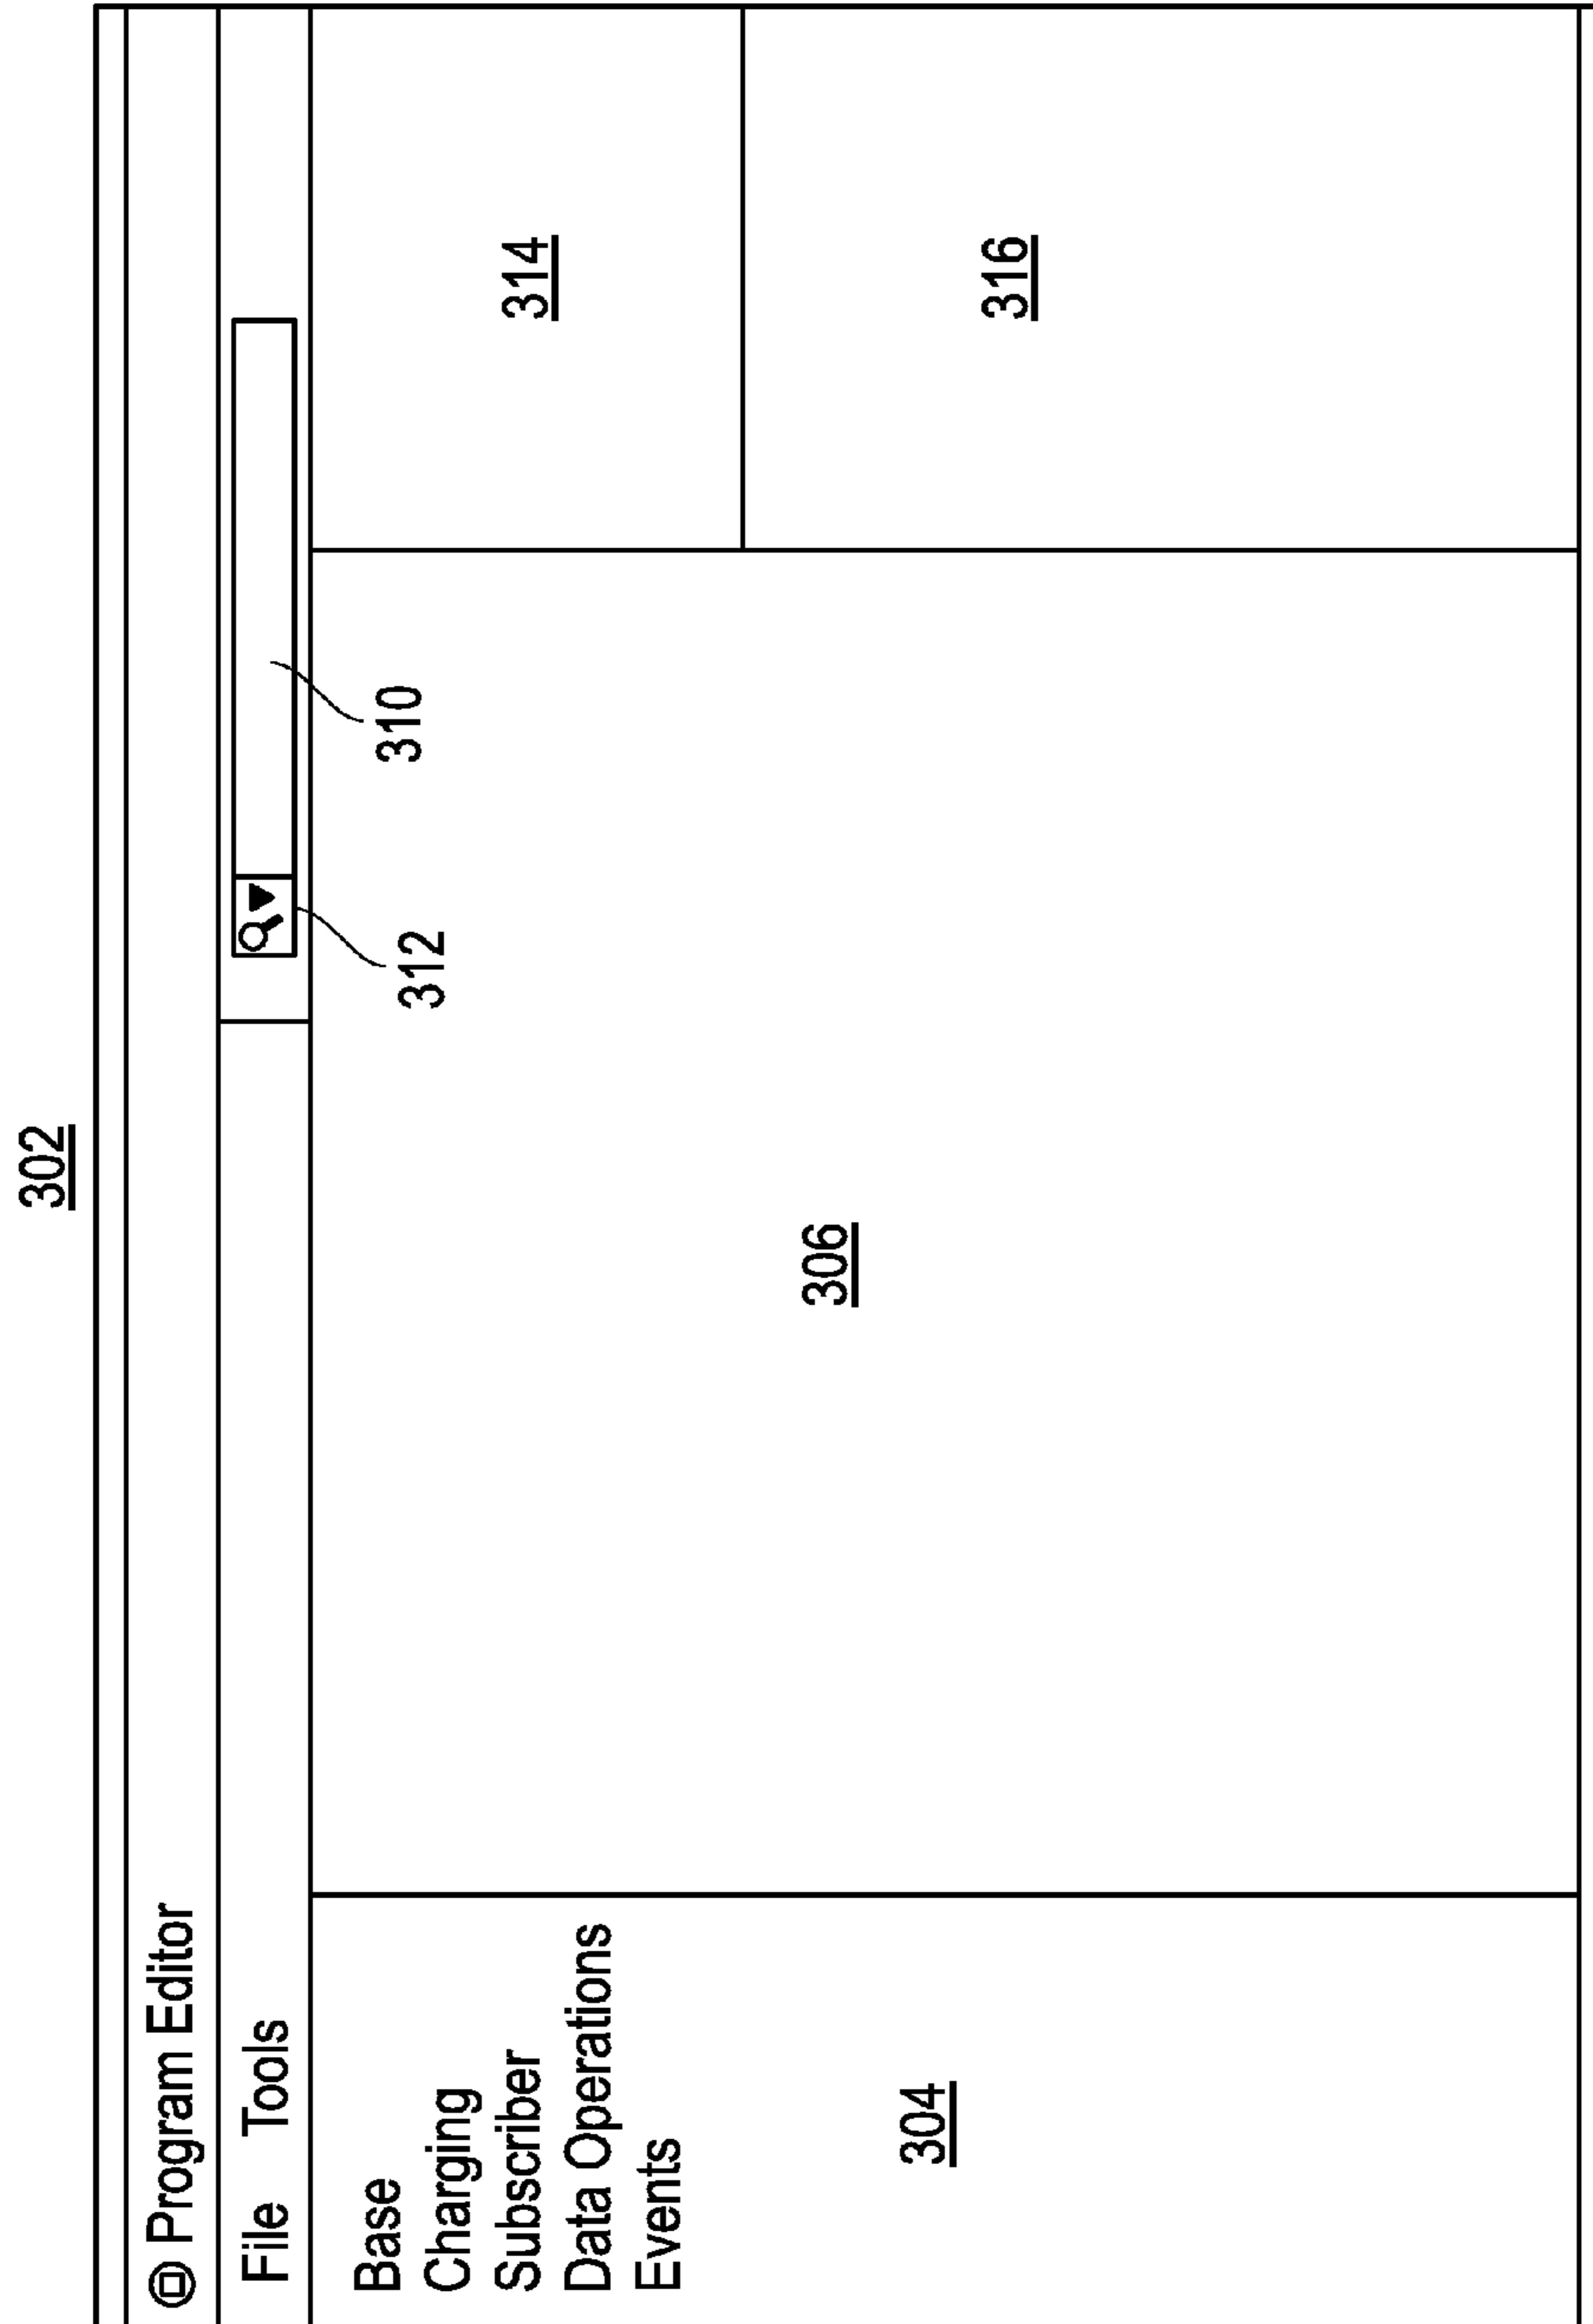 302
Program Editor
File Tools
310
312
Base
Charging
Subscriber
Data Operations
Events
304
306
314
316